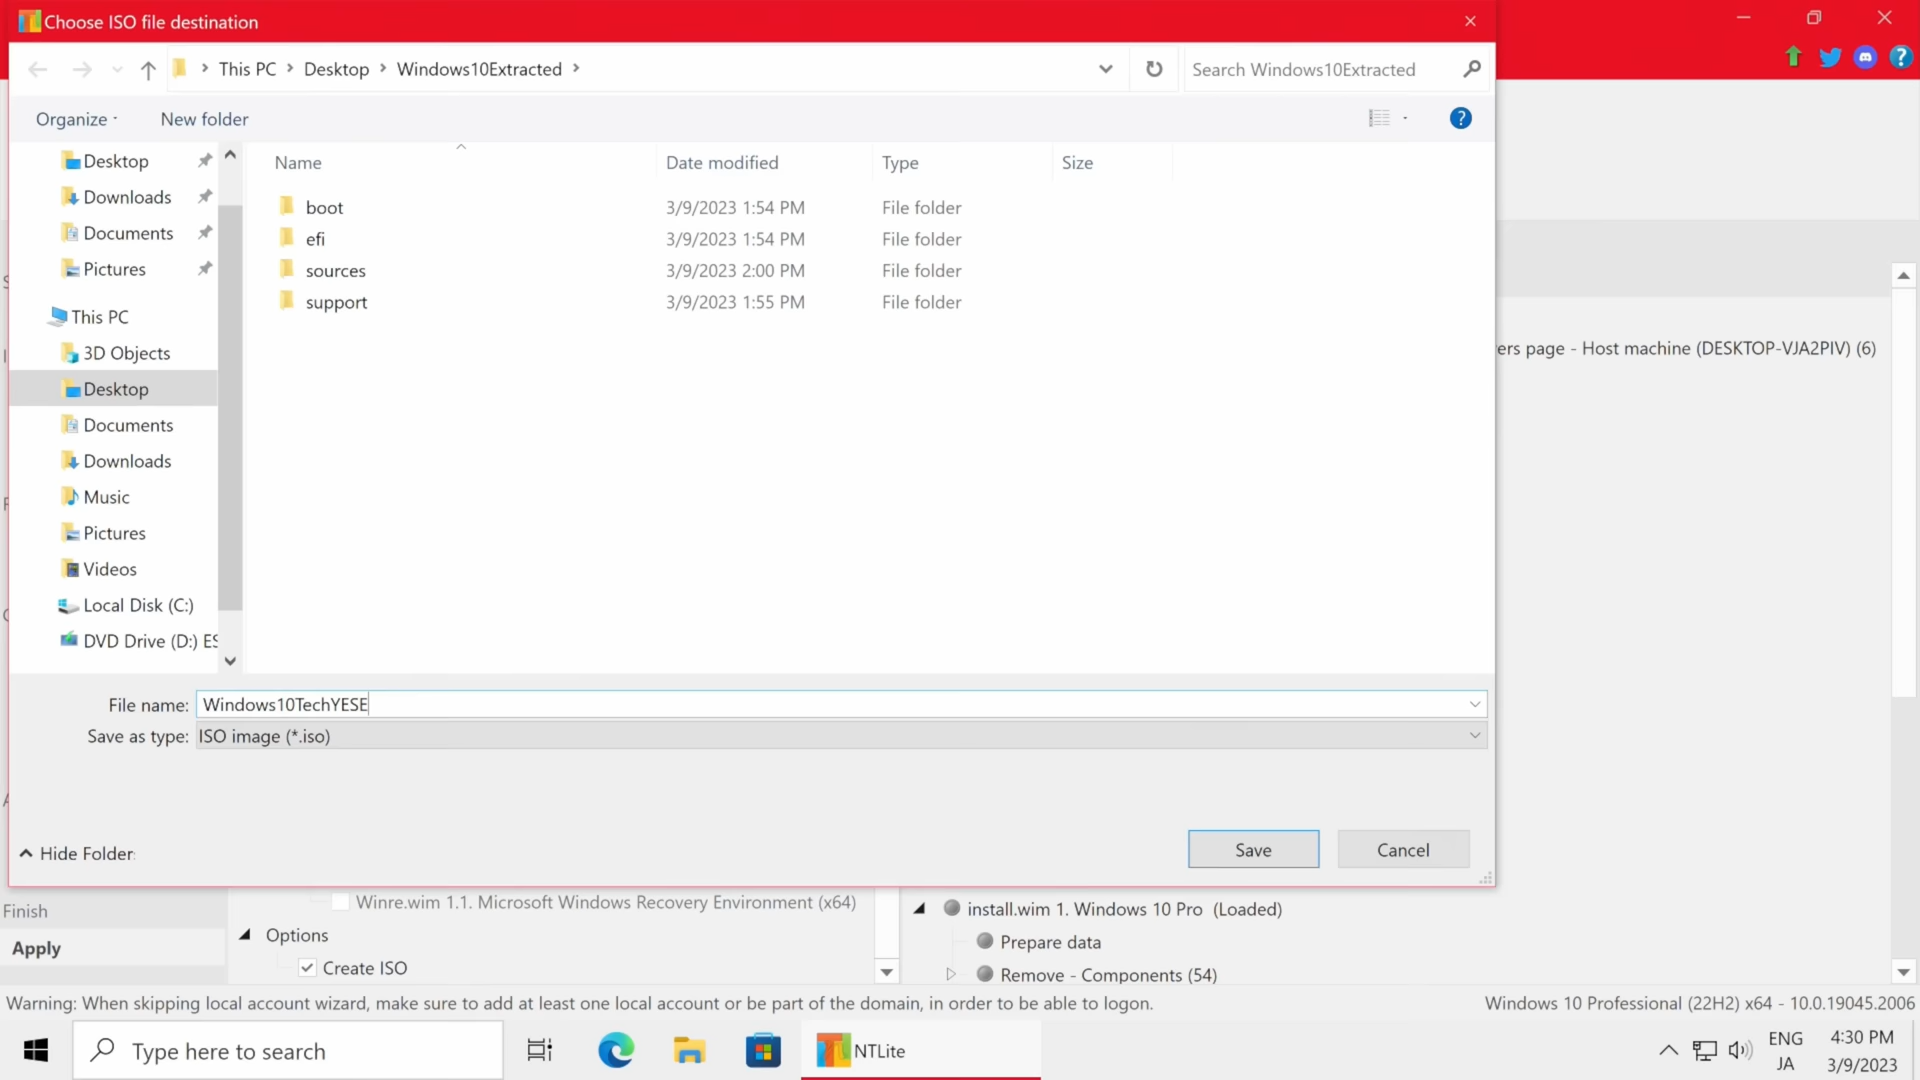 Choose ISO file destination
This PC Desktop Windows10Extracted
Search Windows10Extracted
Organize
New folder
Name Date modified Type Size
boot 3/9/2023 1:54 PM File folder
efi 3/9/2023 1:54 PM File folder
sources 3/9/2023 2:00 PM File folder
support 3/9/2023 1:55 PM File folder
Desktop
Downloads
Documents
Pictures
This PC
3D Objects
Desktop
Documents
Downloads
Music
Pictures
Videos
Local Disk (C:)
DVD Drive (D:) ES
File name: Windows10TechYESE
Save as type: ISO image (*.iso)
Hide Folder
Save
Cancel
ers page - Host machine (DESKTOP-VJA2PIV) (6)
Finish
Apply
Winre.wim 1.1. Microsoft Windows Recovery Environment (x64)
Options
Create ISO
install.wim 1. Windows 10 Pro (Loaded)
Prepare data
Remove - Components (54)
Warning: When skipping local account wizard, make sure to add at least one local account or be part of the domain, in order to be able to logon.
Windows 10 Professional (22H2) x64 - 10.0.19045.2006
Type here to search
NTLite
ENG
JA
4:30 PM
3/9/2023